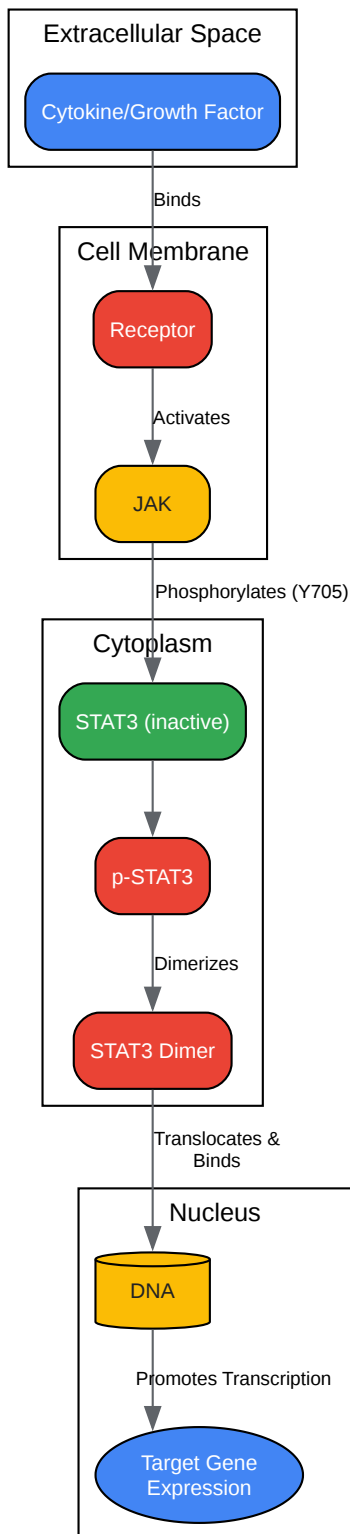 Extracellular Space
Cytokine/Growth Factor
Binds
Cell Membrane
Receptor
Activates
JAK
Phosphorylates (Y705)
Cytoplasm
STAT3 (inactive)
p-STAT3
Dimerizes
STAT3 Dimer
Translocates &
Binds
Nucleus
DNA
Promotes Transcription
Target Gene
Expression